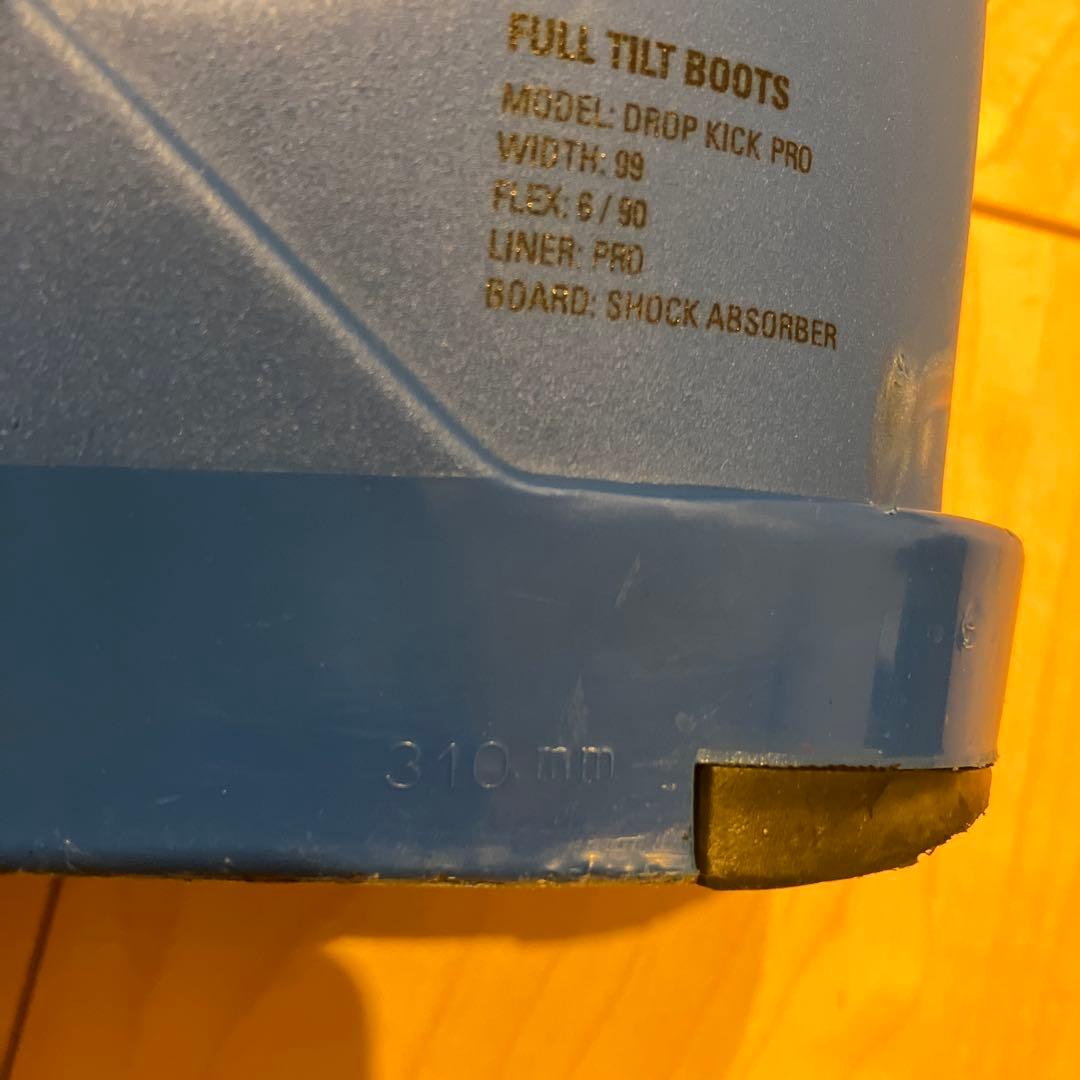 FULL TILT BOOTS
MODEL: DROP KICK PRO
WIDTH: 99
FLEX: 6 / 90
LINER: PRO
BOARD: SHOCK ABSORBER
310 mm